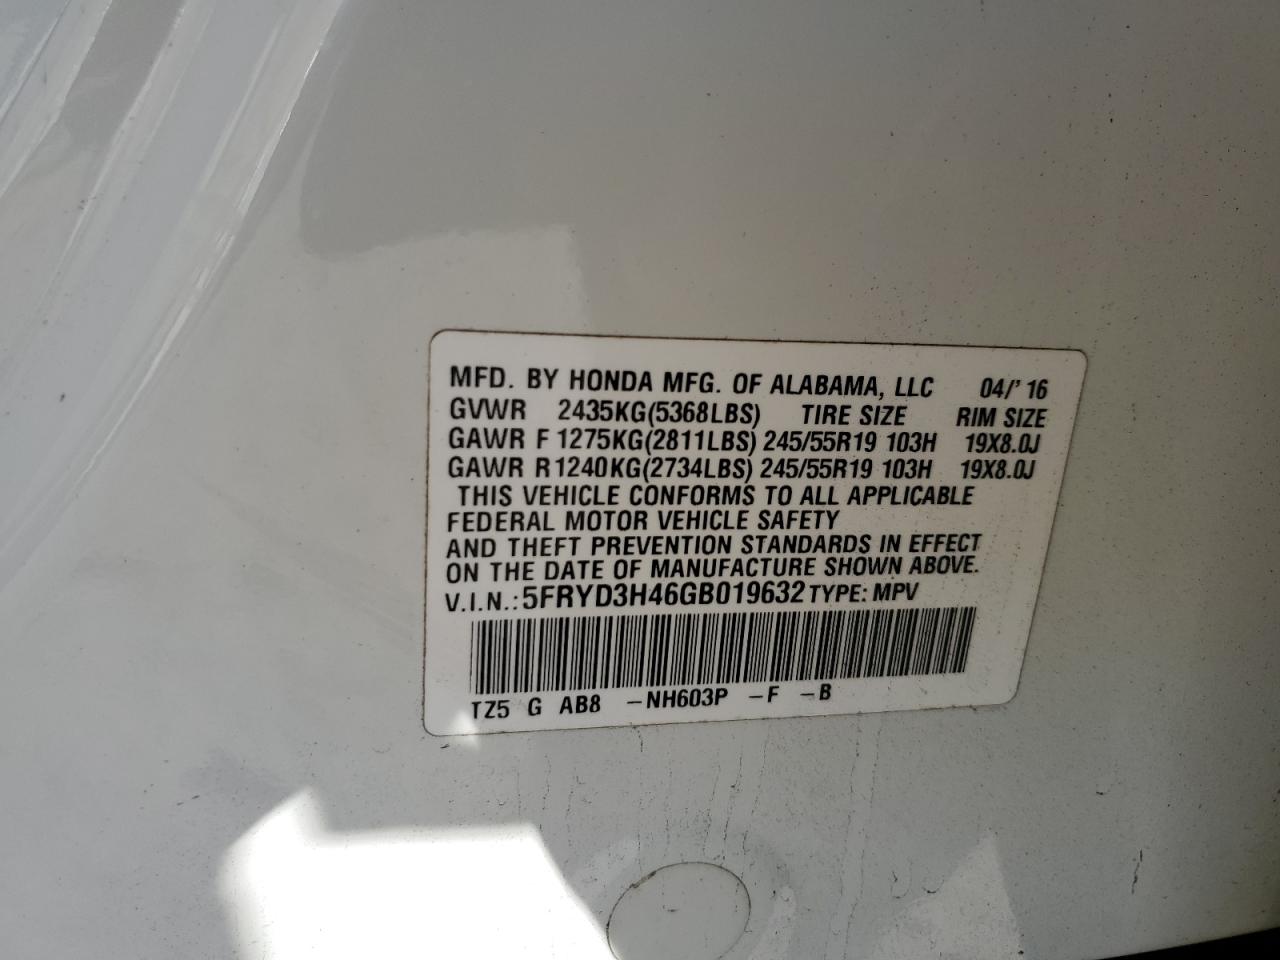 MFD. BY HONDA MFG. OF ALABAMA, LLC 04/'16
GVWR 2435KG(5368LBS) TIRE SIZE RIM SIZE
GAWR F 1275KG(2811LBS) 245/55R19 103H 19X8.0J
GAWR R 1240KG(2734LBS) 245/55R19 103H 19X8.0J
THIS VEHICLE CONFORMS TO ALL APPLICABLE
FEDERAL MOTOR VEHICLE SAFETY
AND THEFT PREVENTION STANDARDS IN EFFECT
ON THE DATE OF MANUFACTURE SHOWN ABOVE.
V.I.N.: 5FRYD3H46GB019632 TYPE: MPV
TZ5 G AB8 -NH603P -F -B